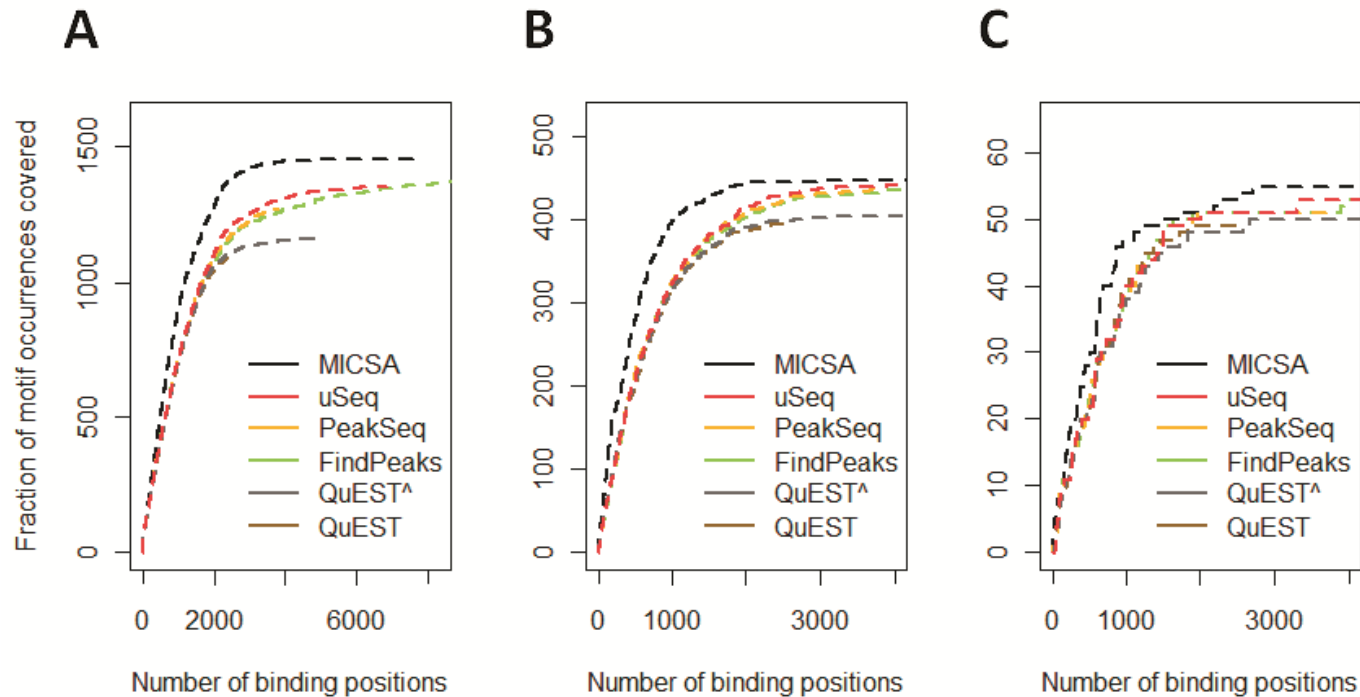 A
B
C
Fraction of motif occurrences covered
1500
1000
500
0
MICSA
uSeq
PeakSeq
FindPeaks
QuEST^
QuEST
0
2000
6000
Number of binding positions
500
400
300
200
100
0
MICSA
uSeq
PeakSeq
FindPeaks
QuEST^
QuEST
0
1000
3000
Number of binding positions
60
50
40
30
20
10
0
MICSA
uSeq
PeakSeq
FindPeaks
QuEST^
QuEST
0
1000
3000
Number of binding positions